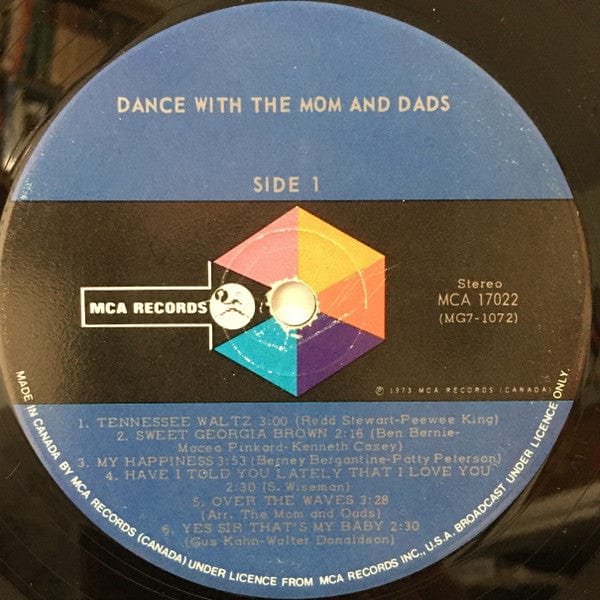 DANCE WITH THE MOM AND DADS
SIDE 1
MCA RECORDS
Stereo
MCA 17022
(MG7-1072)
Ⓟ 1973 MCA RECORDS (CANADA)
1. TENNESSEE WALTZ 3:00 (Redd Stewart-Peewee King)
2. SWEET GEORGIA BROWN 2:16 (Ben Bernie-
Maceo Pinkard-Kenneth Casey)
3. MY HAPPINESS 3:53 (Berney Bergantine-Patty Peterson)
4. HAVE I TOLD YOU LATELY THAT I LOVE YOU
2:30 (S. Wiseman)
5. OVER THE WAVES 3:28
(Arr. The Mom and Dads)
6. YES SIR THAT'S MY BABY 2:30
(Gus Kahn-Walter Donaldson)
MADE IN CANADA BY MCA RECORDS (CANADA) UNDER LICENCE FROM MCA RECORDS INC., U.S.A. BROADCAST UNDER LICENCE ONLY.